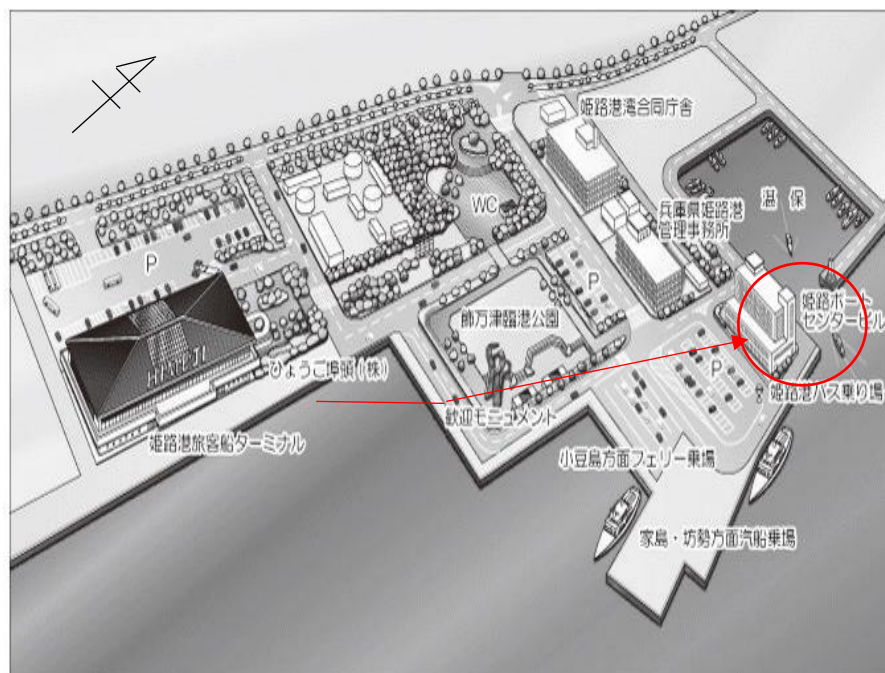 姫路港湾合同庁舎
WC
兵庫県姫路港
管理事務所
湛保
P
P
姫路ポート
センタービル
飾万津臨港公園
HIMEJI
ひょうご埠頭(株)
P
姫路港バス乗り場
歓迎モニュメント
姫路港旅客船ターミナル
小豆島方面フェリー乗場
家島・坊勢方面汽船乗場